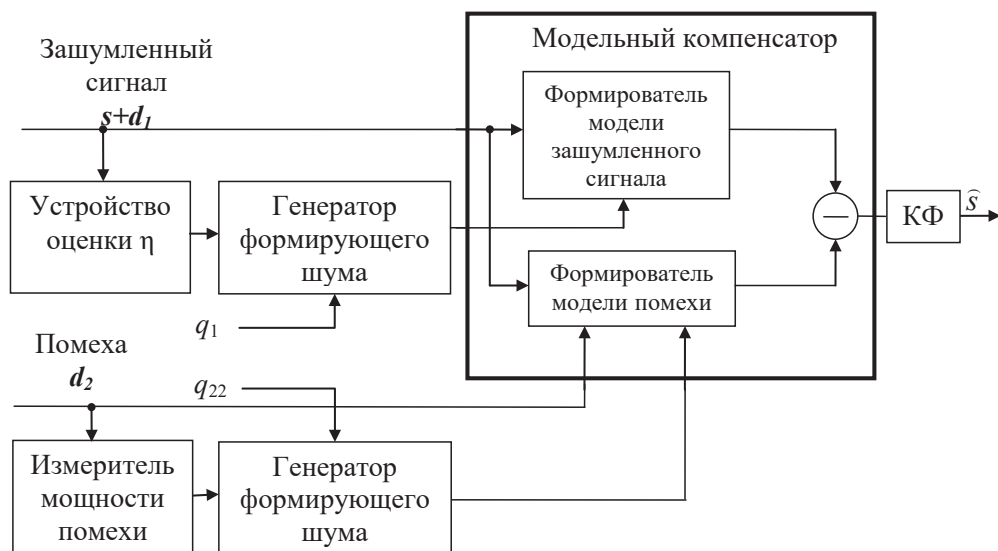 Модельный компенсатор
Зашумленный
сигнал
s+d₁
Формирователь
модели
зашумленного
сигнала
Устройство
оценки η
Генератор
формирующего
шума
—
КФ
ŝ
Формирователь
модели помехи
q₁
Помеха
d₂
q₂₂
Измеритель
мощности
помехи
Генератор
формирующего
шума